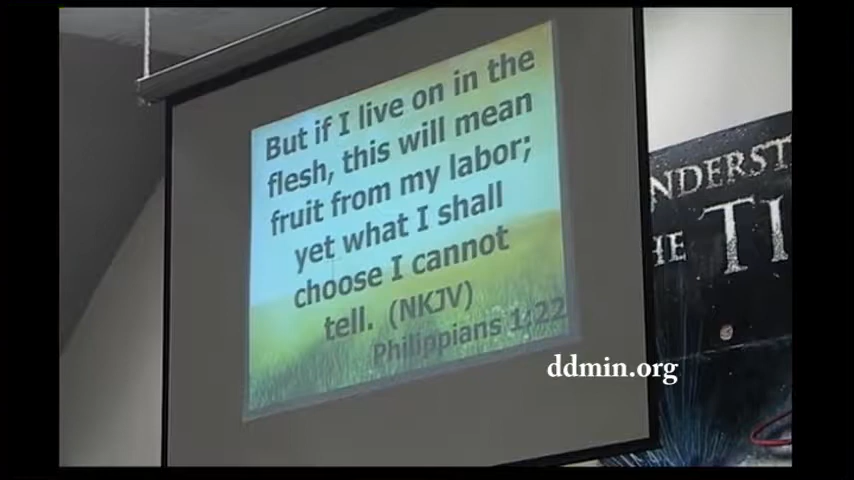 But if I live on in the
flesh, this will mean
fruit from my labor;
yet what I shall
choose I cannot
tell. (NKJV)
Philippians 1:22
NDERST
HE TI
ddmin.org